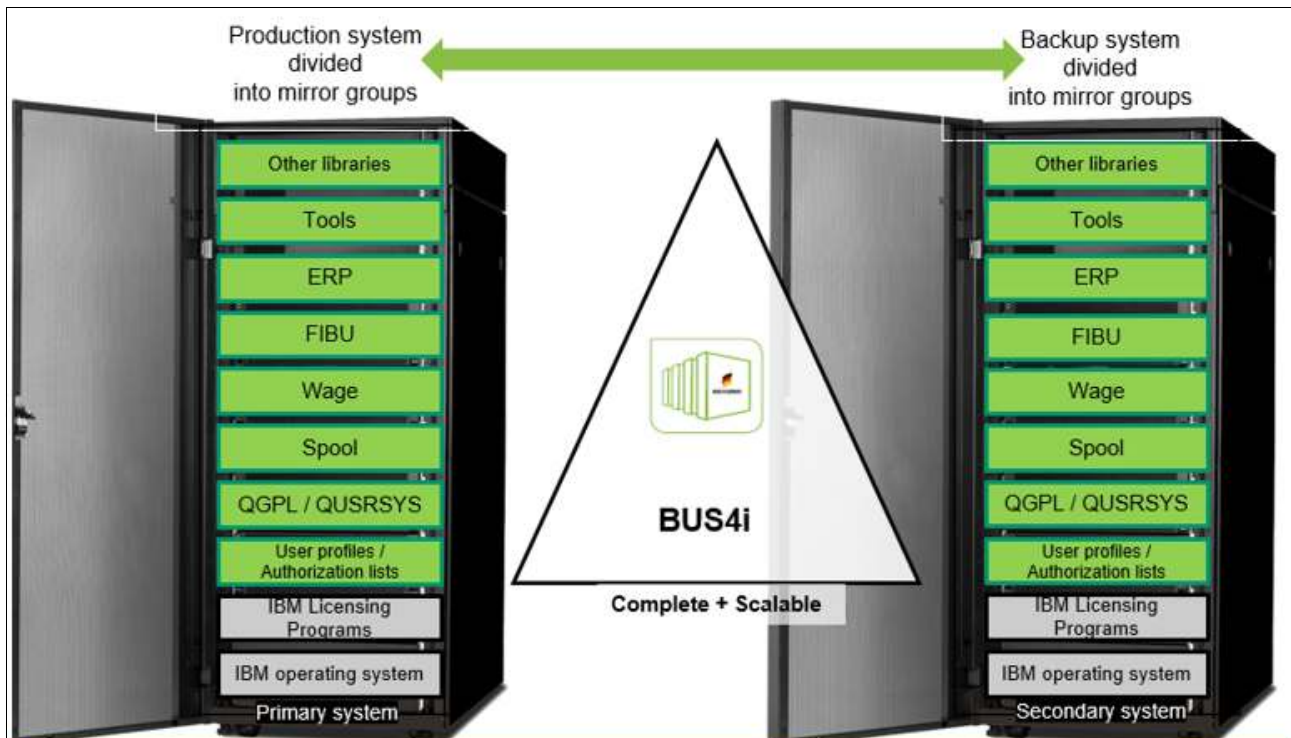 Production system
divided
into mirror groups
Backup system
divided
into mirror groups
Other libraries
Tools
ERP
FIBU
Wage
Spool
QGPL / QUSRSYS
User profiles /
Authorization lists
IBM Licensing
Programs
IBM operating system
Primary system
BUS4i
Complete + Scalable
Other libraries
Tools
ERP
FIBU
Wage
Spool
QGPL / QUSRSYS
User profiles /
Authorization lists
IBM Licensing
Programs
IBM operating system
Secondary system